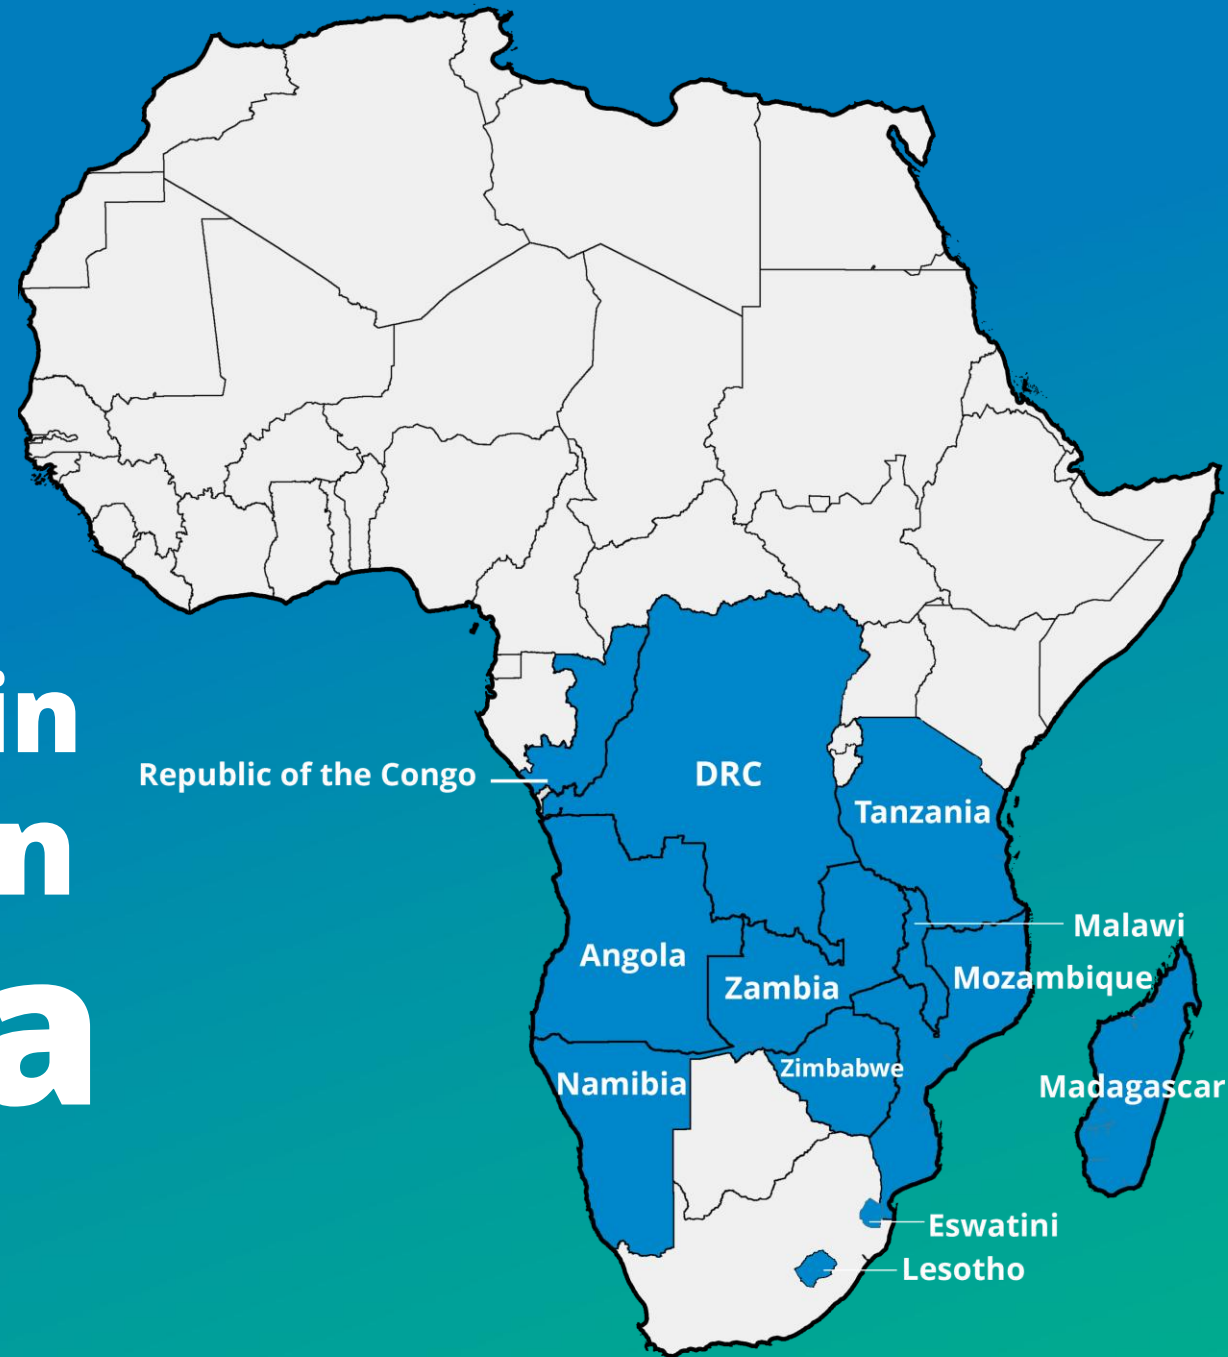 in
n
a
Republic of the Congo
DRC
Tanzania
Malawi
Angola
Mozambique
Zambia
Zimbabwe
Namibia
Madagascar
Eswatini
Lesotho